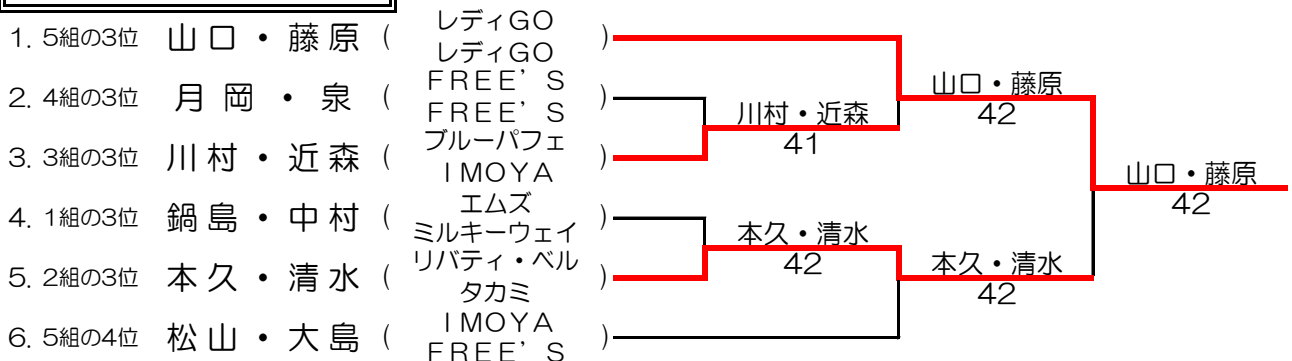 1. 5組の3位 山口・藤原 ( レディGO レディGO )
2. 4組の3位 月岡・泉 ( FREE'S FREE'S )
3. 3組の3位 川村・近森 ( ブルーパフェ IMOYA )
4. 1組の3位 鍋島・中村 ( エムズ ミルキーウェイ )
5. 2組の3位 本久・清水 ( リバティ・ベル タカミ )
6. 5組の4位 松山・大島 ( IMOYA FREE'S )
川村・近森
41
本久・清水
42
山口・藤原
42
本久・清水
42
山口・藤原
42